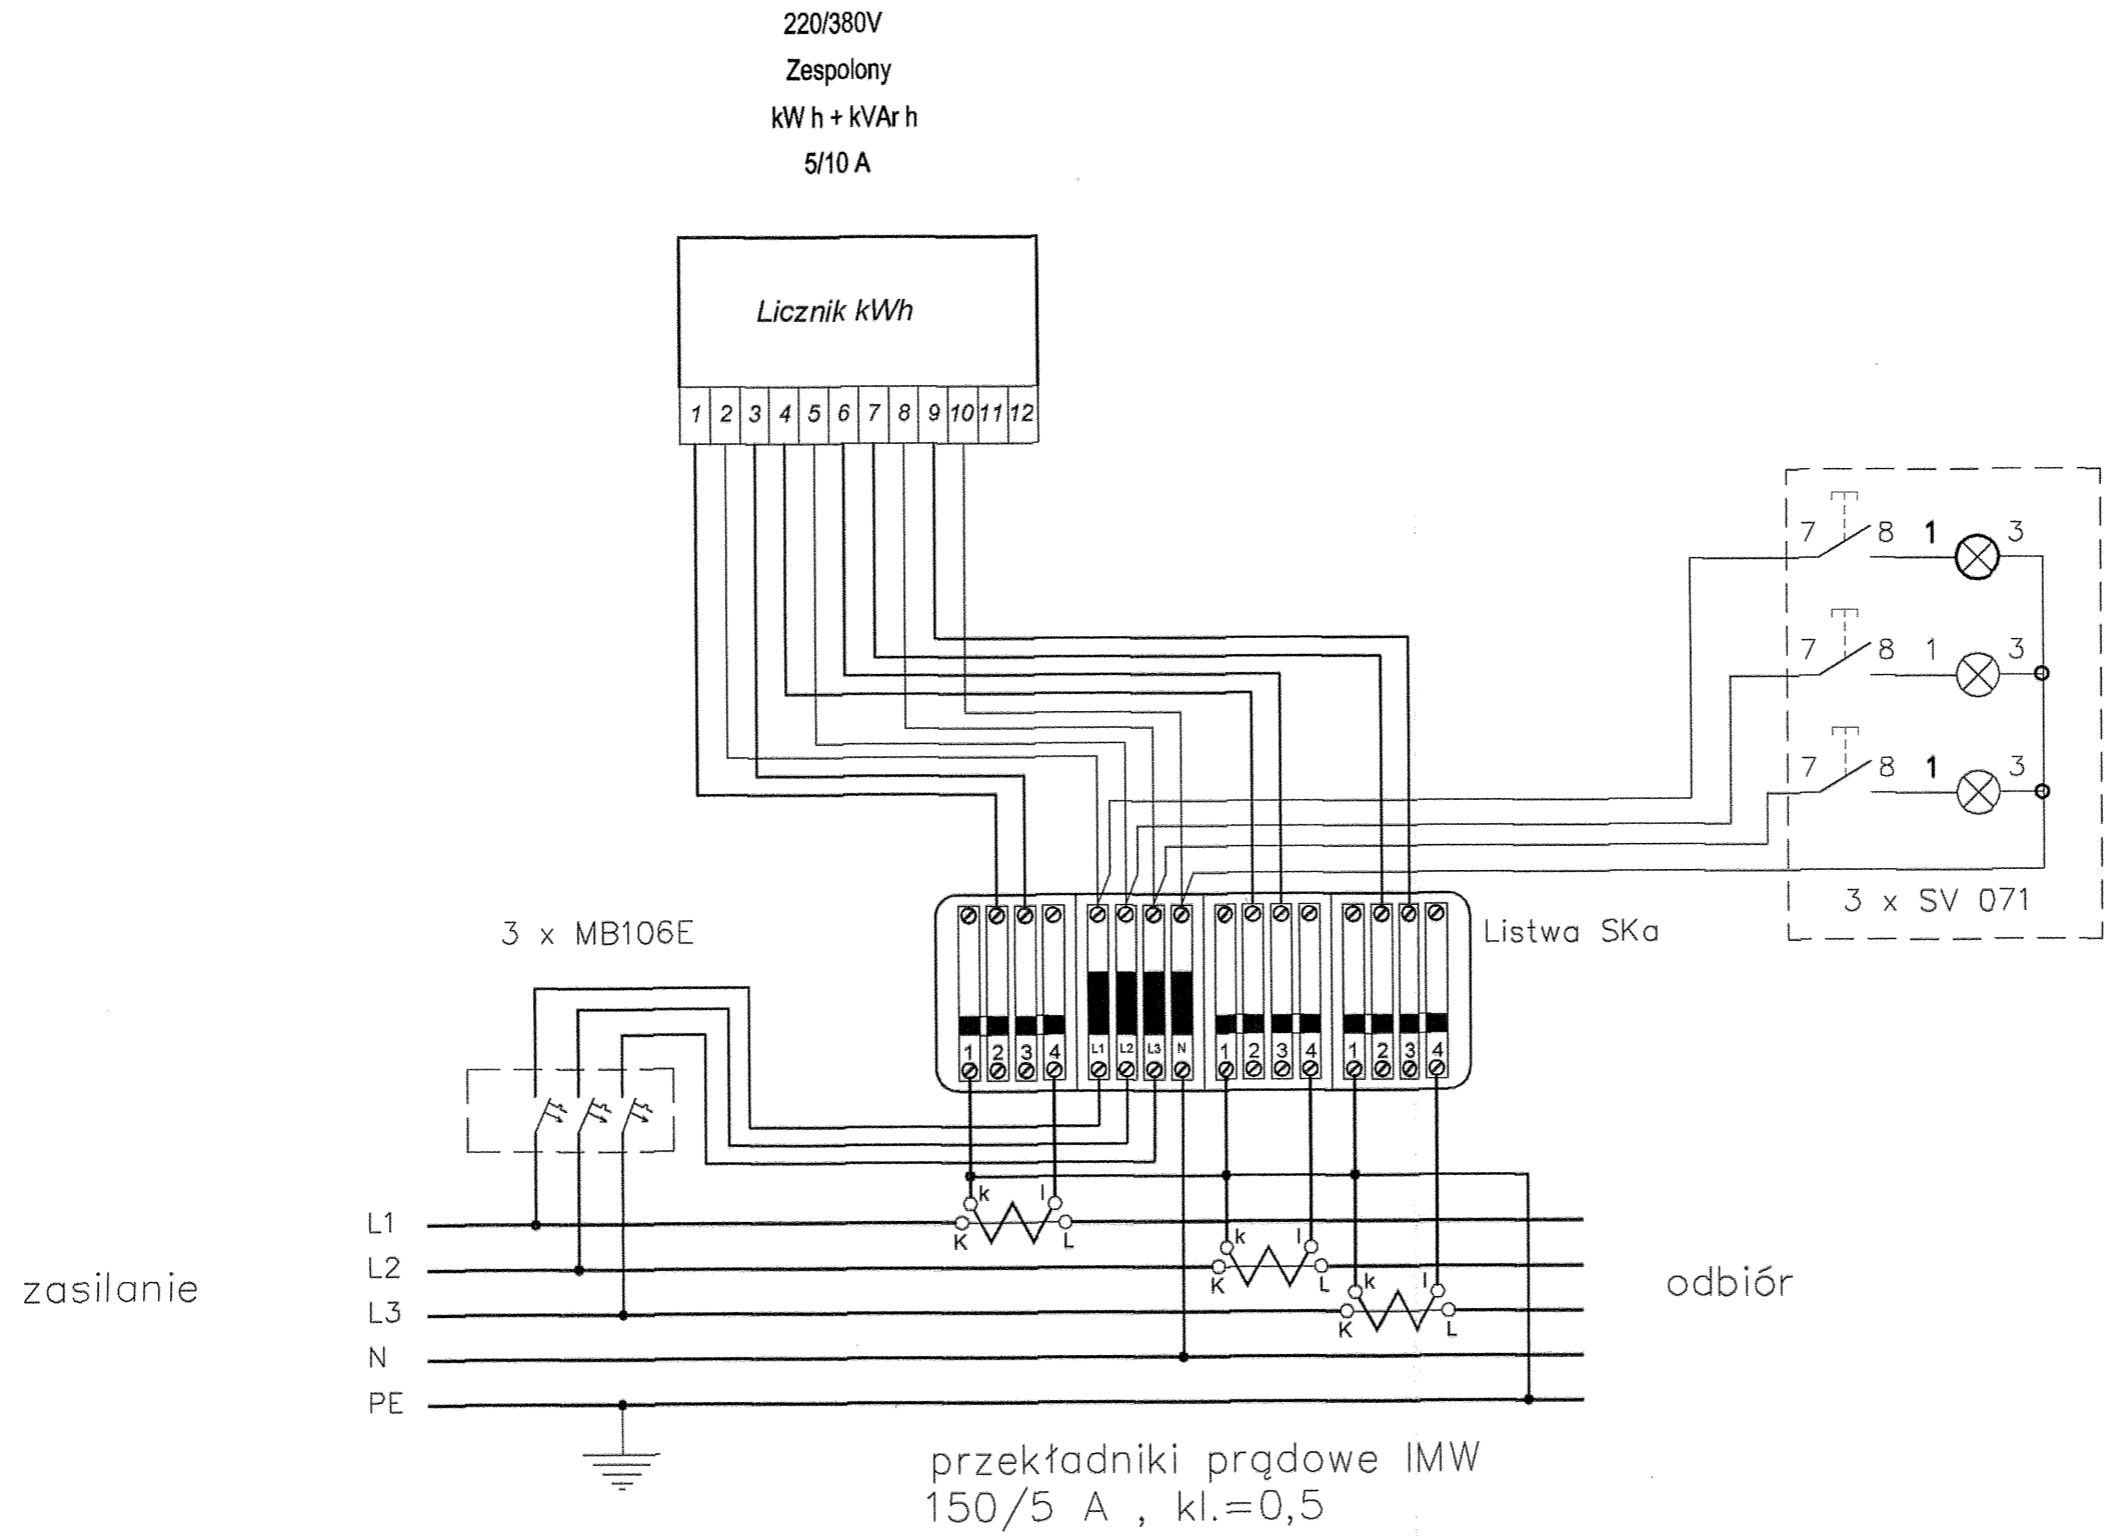 220/380V
Zespolony
kW h + kVAr h
5/10 A
Licznik kWh
1 2 3 4 5 6 7 8 9 10 11 12
7 8 1 3
7 8 1 3
7 8 1 3
3 x SV 071
3 x MB106E
Listwa SKa
1 2 3 4 L1 L2 L3 N 1 2 3 4 1 2 3 4
k l
L1
K L
k l
L2
K L
k l
L3
K L
zasilanie
odbiór
N
PE
przekładniki prądowe IMW
150/5 A , kl.=0,5